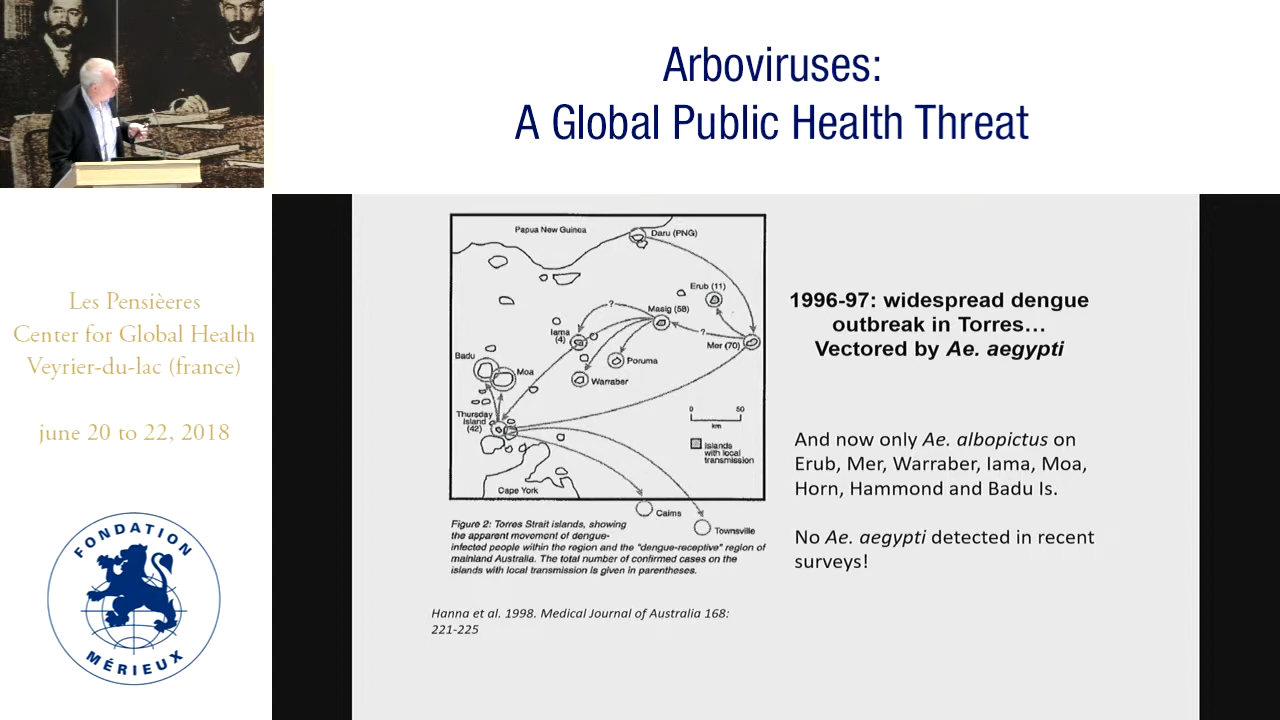 Arboviruses:
A Global Public Health Threat
Les Pensièeres
Center for Global Health
Veyrier-du-lac (france)
june 20 to 22, 2018
FONDATION
MÉRIEUX
Papua New Guinea
Daru (PNG)
Erub (11)
Masig (58)
?
?
Iama
(4)
Mer (70)
Badu
Moa
Poruma
Warraber
Thursday
Island
(42)
0 50
km
Islands
with local
transmission
Cape York
Cairns
Townsville
Figure 2: Torres Strait islands, showing
the apparent movement of dengue-
infected people within the region and the "dengue-receptive" region of
mainland Australia. The total number of confirmed cases on the
islands with local transmission is given in parentheses.
Hanna et al. 1998. Medical Journal of Australia 168:
221-225
1996-97: widespread dengue
outbreak in Torres…
Vectored by Ae. aegypti
And now only Ae. albopictus on
Erub, Mer, Warraber, Iama, Moa,
Horn, Hammond and Badu Is.
No Ae. aegypti detected in recent
surveys!